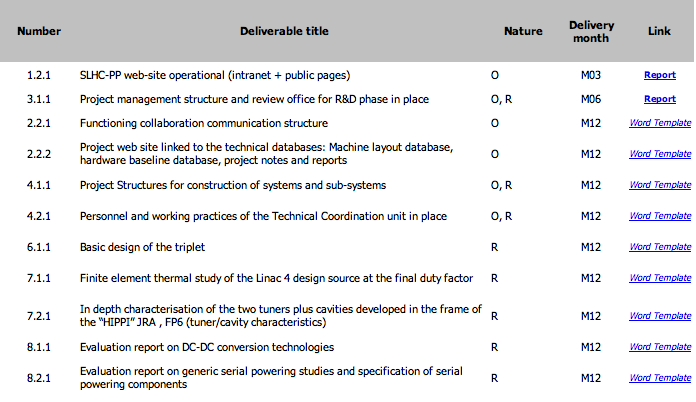 Number Deliverable title Nature Delivery month Link
1.2.1 SLHC-PP web-site operational (intranet + public pages) O M03 Report
3.1.1 Project management structure and review office for R&D phase in place O, R M06 Report
2.2.1 Functioning collaboration communication structure O M12 Word Template
2.2.2 Project web site linked to the technical databases: Machine layout database,
hardware baseline database, project notes and reports O M12 Word Template
4.1.1 Project Structures for construction of systems and sub-systems O, R M12 Word Template
4.2.1 Personnel and working practices of the Technical Coordination unit in place O, R M12 Word Template
6.1.1 Basic design of the triplet R M12 Word Template
7.1.1 Finite element thermal study of the Linac 4 design source at the final duty factor R M12 Word Template
7.2.1 In depth characterisation of the two tuners plus cavities developed in the frame of
the “HIPPI” JRA , FP6 (tuner/cavity characteristics) R M12 Word Template
8.1.1 Evaluation report on DC-DC conversion technologies R M12 Word Template
8.2.1 Evaluation report on generic serial powering studies and specification of serial
powering components R M12 Word Template